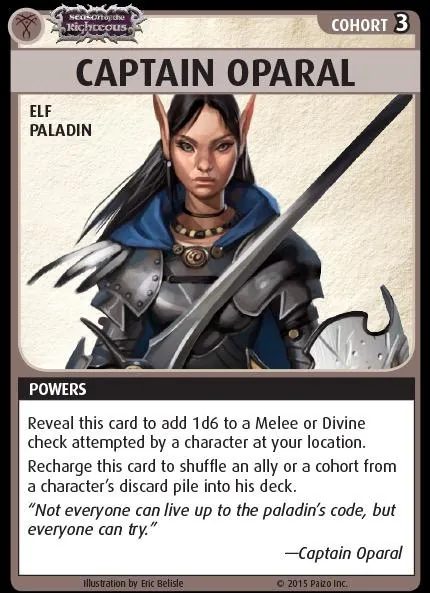 Season of the
Righteous
COHORT 3
CAPTAIN OPARAL
ELF
PALADIN
POWERS
Reveal this card to add 1d6 to a Melee or Divine
check attempted by a character at your location.
Recharge this card to shuffle an ally or a cohort from
a character’s discard pile into his deck.
“Not everyone can live up to the paladin’s code, but
everyone can try.”
—Captain Oparal
Illustration by Eric Belisle
© 2015 Paizo Inc.